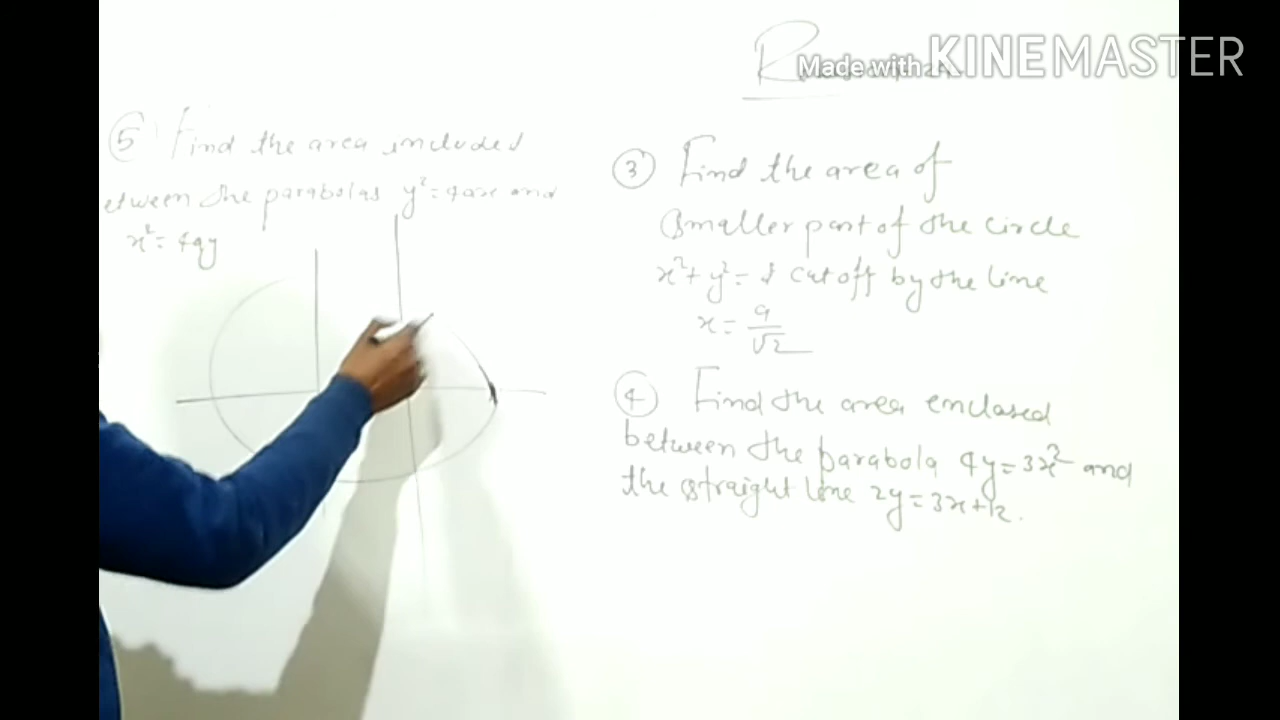 Made with KINEMASTER
⑤ Find the area included
etween the parabolas y²=4ax and
x²=4ay
③ Find the area of
smaller part of the circle
x²+y²= cut off by the line
x=a/√2
④ Find the area enclosed
between the parabola 4y=3x² and
the straight line 2y=3x+12.